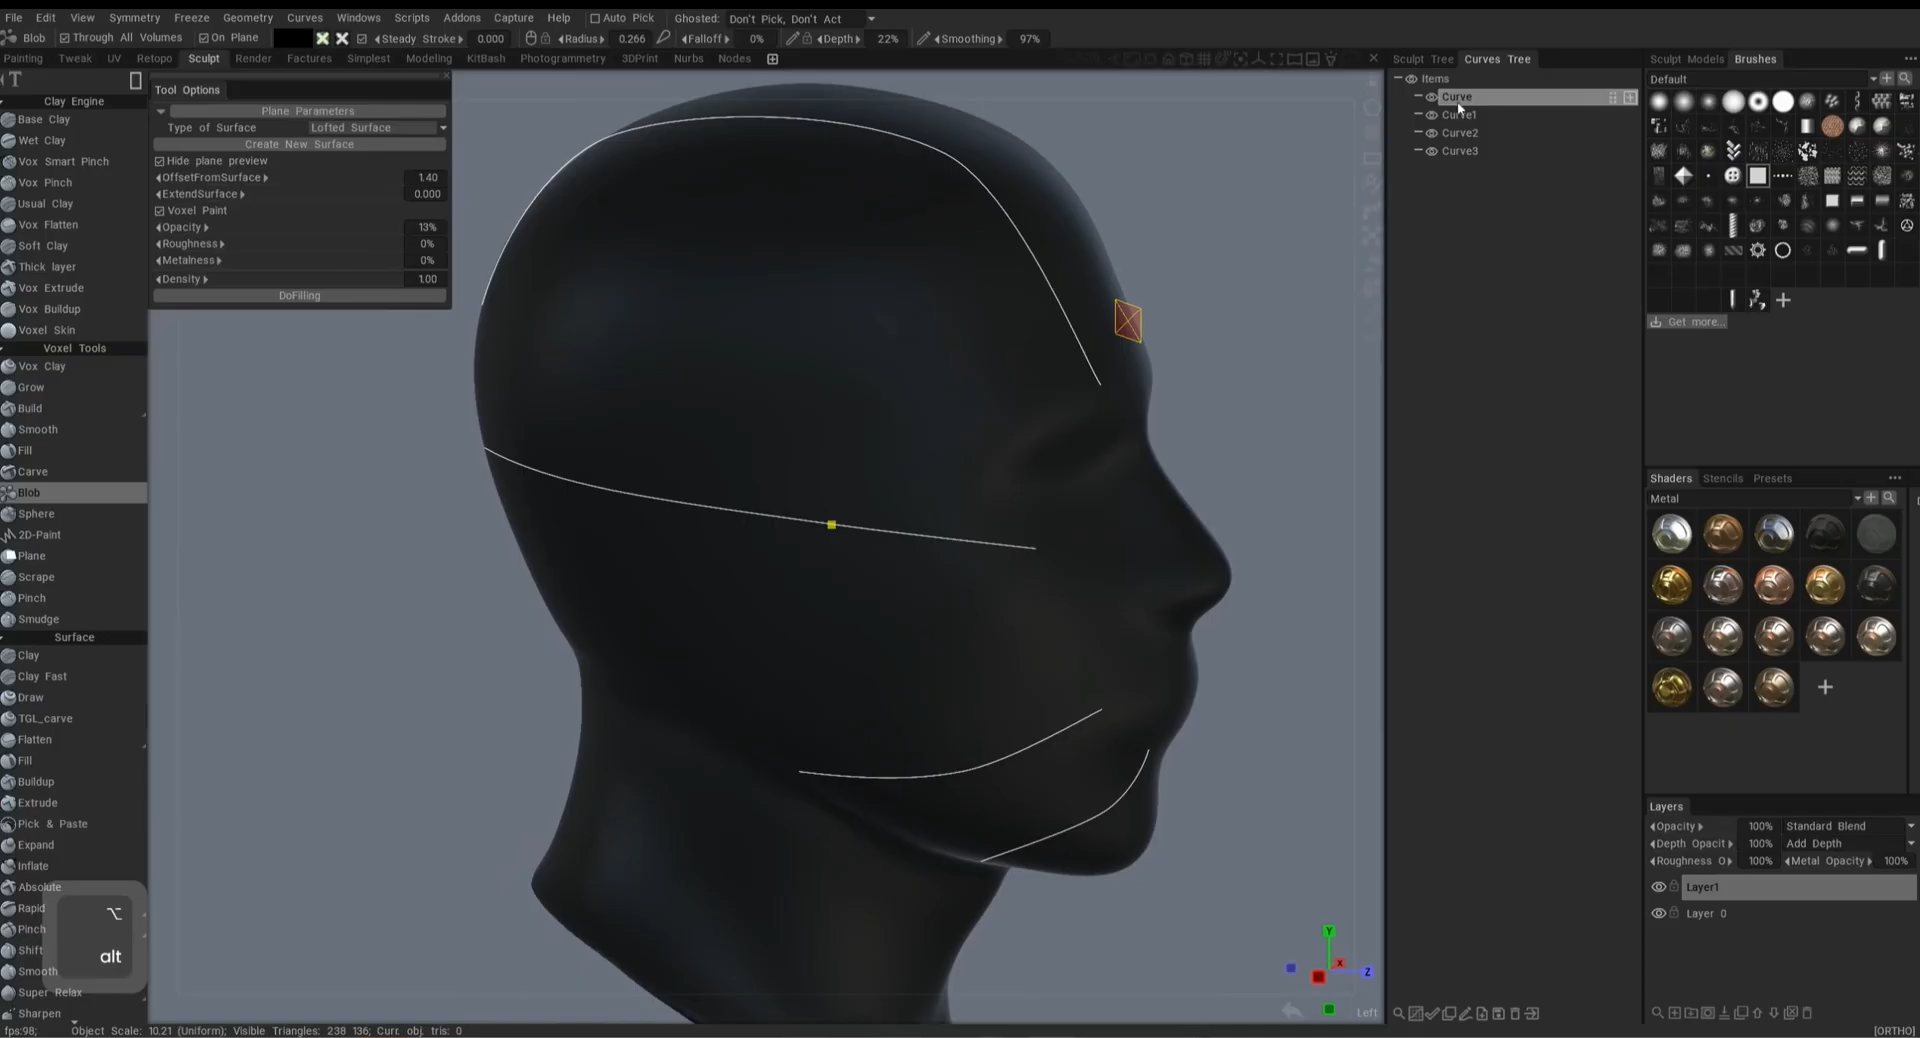 File Edit View Symmetry Freeze Geometry Curves Windows Scripts Addons Capture Help Auto Pick Ghosted: Don't Pick, Don't Act
Blob Through All Volumes On Plane Steady Stroke 0.000 Radius 0.266 Falloff 0% Depth 22% Smoothing 97%
Painting Tweak UV Retopo Sculpt Render Factures Simplest Modeling KitBash Photogrammetry 3DPrint Nurbs Nodes
Clay Engine
Base Clay
Wet Clay
Vox Smart Pinch
Vox Pinch
Usual Clay
Vox Flatten
Soft Clay
Thick layer
Vox Extrude
Vox Buildup
Voxel Skin
Voxel Tools
Vox Clay
Grow
Build
Smooth
Fill
Carve
Blob
Sphere
2D-Paint
Plane
Scrape
Pinch
Smudge
Surface
Clay
Clay Fast
Draw
TGL_carve
Flatten
Fill
Buildup
Extrude
Pick & Paste
Expand
Inflate
Absolute
Rapid
Pinch
Shift
Smooth
Super Relax
Sharpen
alt
Tool Options
Plane Parameters
Type of Surface Lofted Surface
Create New Surface
Hide plane preview
OffsetFromSurface 1.40
ExtendSurface 0.000
Voxel Paint
Opacity 13%
Roughness 0%
Metalness 0%
Density 1.00
DoFilling
Y
X
Z
Left
Sculpt Tree Curves Tree
Items
Curve
Curve1
Curve2
Curve3
Sculpt Models Brushes
Default
Get more...
Shaders Stencils Presets
Metal
Layers
Opacity 100% Standard Blend
Depth Opacit 100% Add Depth
Roughness O 100% Metal Opacity 100%
Layer1
Layer 0
fps:98; Object Scale: 10.21 (Uniform); Visible Triangles: 238 136; Curr. obj. tris: 0
[ORTHO]